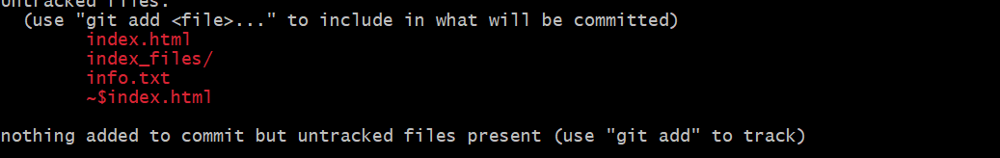 untracked files:
(use "git add <file>..." to include in what will be committed)
index.html
index_files/
info.txt
~$index.html
nothing added to commit but untracked files present (use "git add" to track)